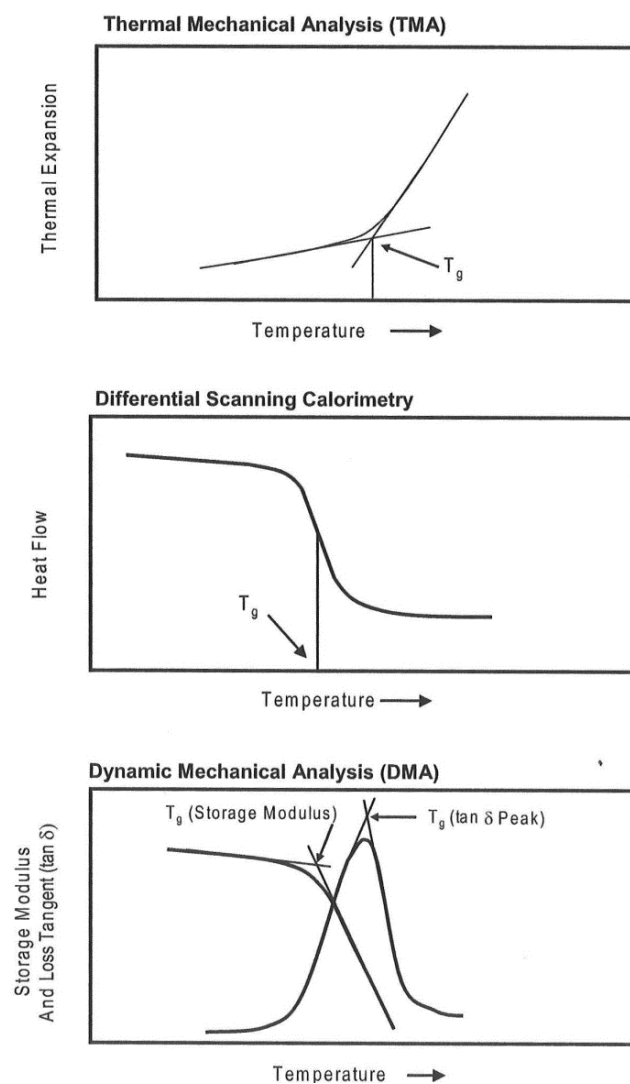 Thermal Mechanical Analysis (TMA)
Thermal Expansion
Tg
Temperature
Differential Scanning Calorimetry
Heat Flow
Tg
Temperature
Dynamic Mechanical Analysis (DMA)
Tg (Storage Modulus)
Tg (tan δ Peak)
Storage Modulus
And Loss Tangent (tan δ)
Temperature